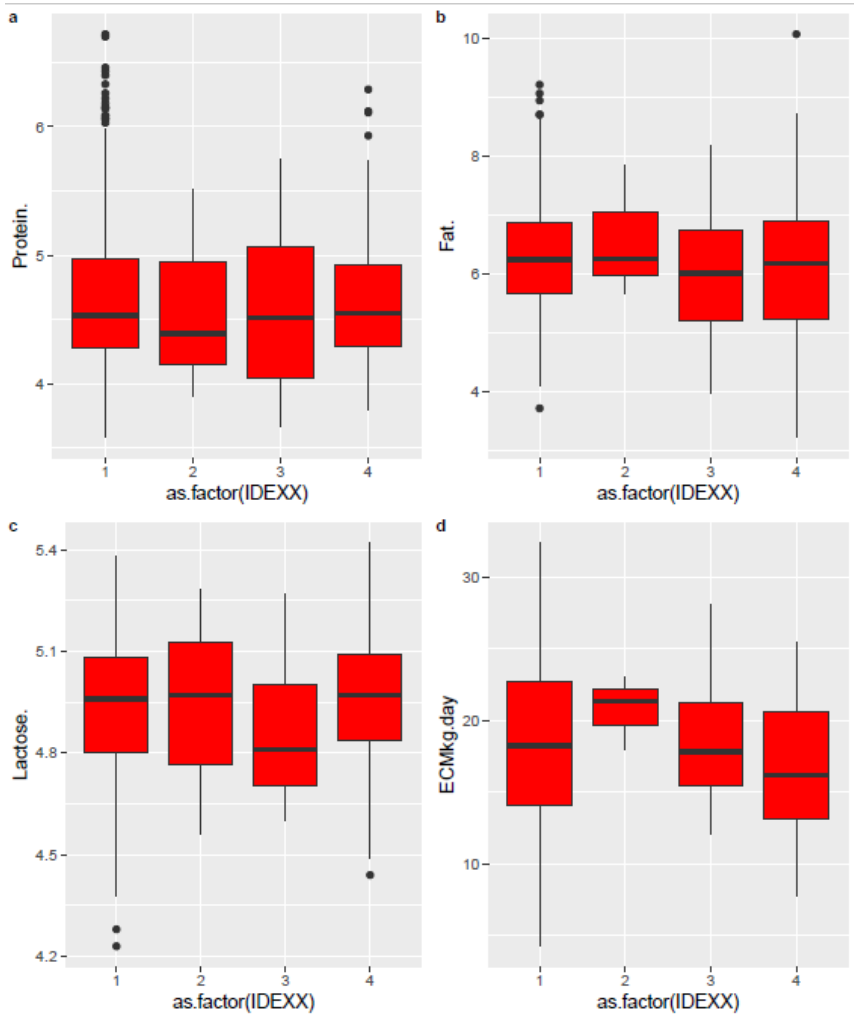 a
Protein.
6
5
4
1 2 3 4
as.factor(IDEXX)
b
Fat.
10
8
6
4
1 2 3 4
as.factor(IDEXX)
c
Lactose.
5.4
5.1
4.8
4.5
4.2
1 2 3 4
as.factor(IDEXX)
d
ECMkg.day
30
20
10
1 2 3 4
as.factor(IDEXX)